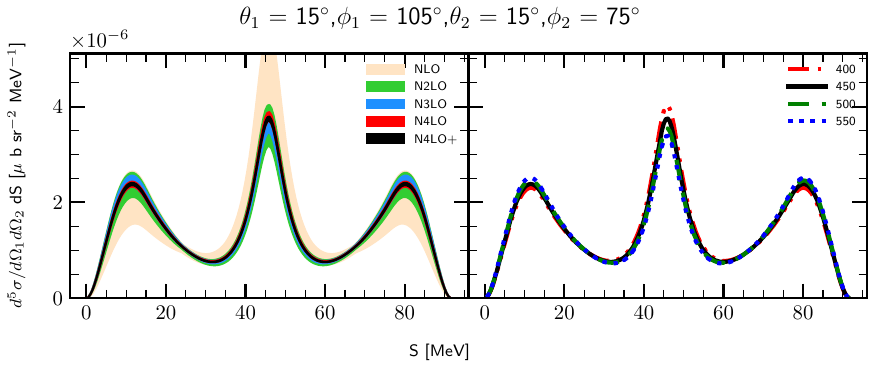 θ₁ = 15°,ϕ₁ = 105°,θ₂ = 15°,ϕ₂ = 75°
×10⁻⁶
d⁵σ/dΩ₁dΩ₂ dS [μ b sr⁻² MeV⁻¹]
4
2
0
NLO
N2LO
N3LO
N4LO
N4LO+
400
450
500
550
0 20 40 60 80 0 20 40 60 80
S [MeV]